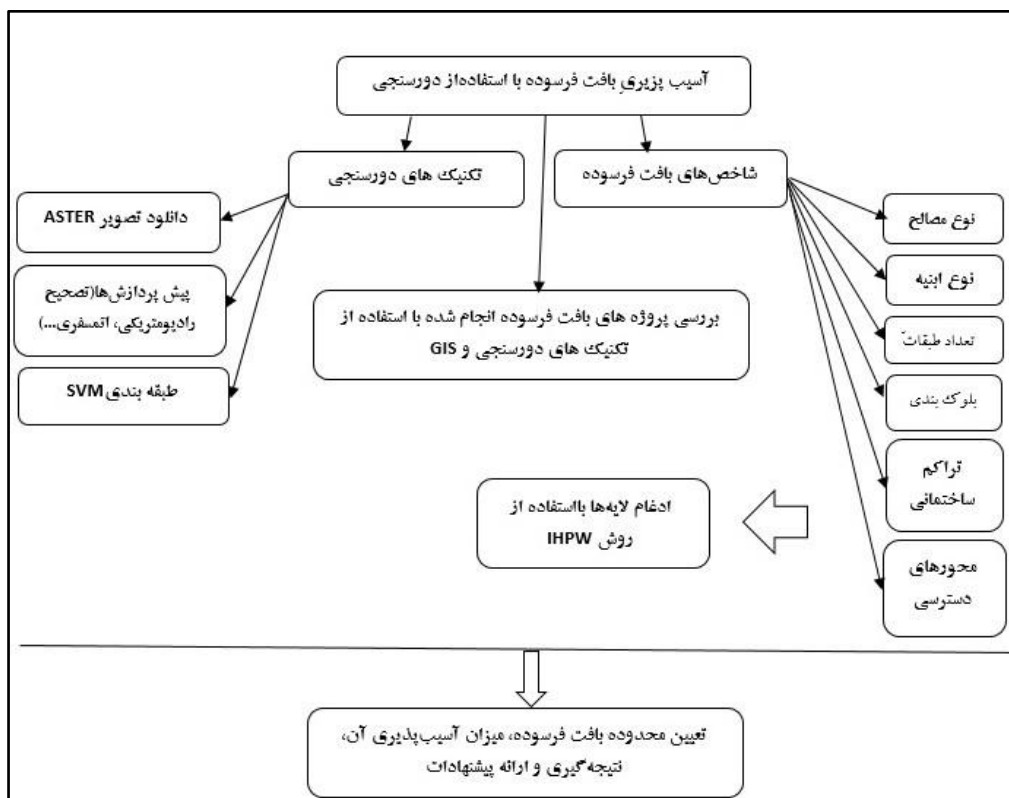 آسیب پزیریِ بافت فرسوده با استفاده‌از دورسنجی
شاخص‌های بافت فرسوده
تکنیک های دورسنجی
نوع مصالح
نوع ابنیه
تعداد طبقات
بلوک بندی
تراکم
ساختمانی
محورهای
دسترسی
بررسی پروژه های بافت فرسوده انجام شده با استفاده از
تکنیک های دورسنجی و GIS
دانلود تصویر ASTER
پیش پردازش‌ها(تصحیح
رادیومتریکی، اتمسفری...)
طبقه بندی SVM
ادغام لایه‌ها بااستفاده از
روش IHPW
تعیین محدوده بافت فرسوده، میزان آسیب‌پذیری آن،
نتیجه‌گیری و ارائه پیشنهادات